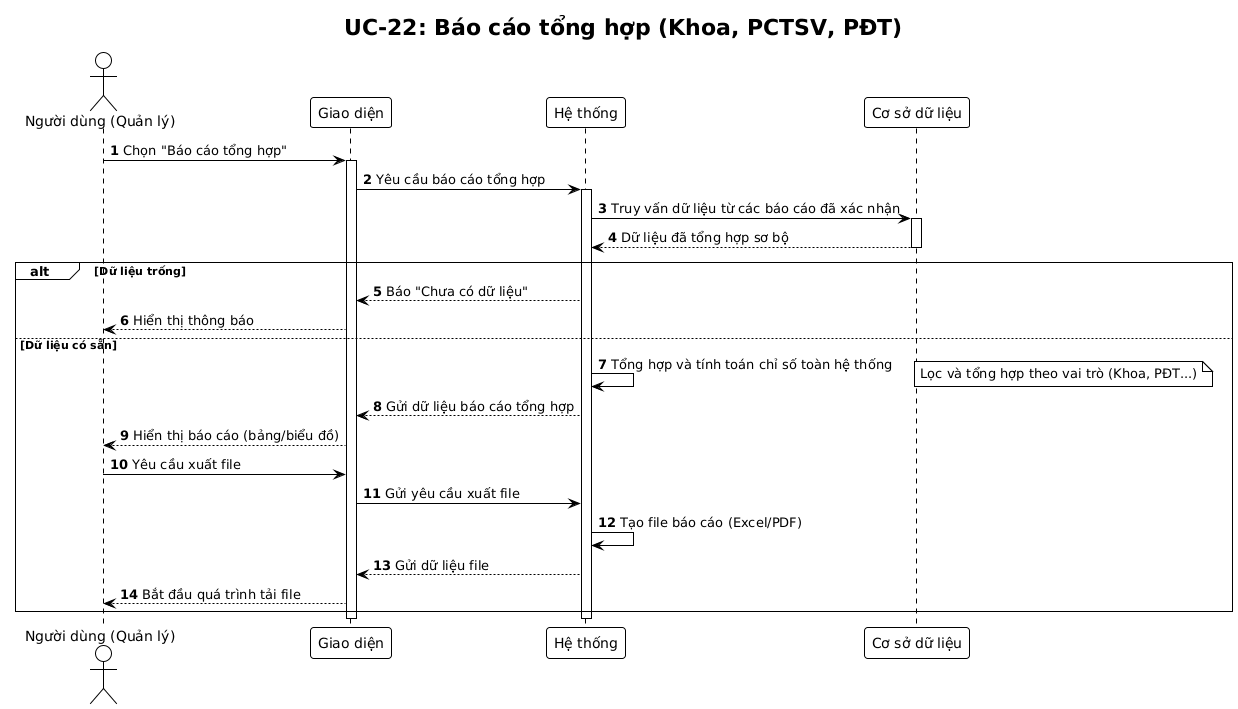 UC-22: Báo cáo tổng hợp (Khoa, PCTSV, PĐT)
Người dùng (Quản lý)
Giao diện
Hệ thống
Cơ sở dữ liệu
1 Chọn "Báo cáo tổng hợp"
2 Yêu cầu báo cáo tổng hợp
3 Truy vấn dữ liệu từ các báo cáo đã xác nhận
4 Dữ liệu đã tổng hợp sơ bộ
alt
[Dữ liệu trống]
5 Báo "Chưa có dữ liệu"
6 Hiển thị thông báo
[Dữ liệu có sẵn]
7 Tổng hợp và tính toán chỉ số toàn hệ thống
Lọc và tổng hợp theo vai trò (Khoa, PĐT...)
8 Gửi dữ liệu báo cáo tổng hợp
9 Hiển thị báo cáo (bảng/biểu đồ)
10 Yêu cầu xuất file
11 Gửi yêu cầu xuất file
12 Tạo file báo cáo (Excel/PDF)
13 Gửi dữ liệu file
14 Bắt đầu quá trình tải file
Người dùng (Quản lý)
Giao diện
Hệ thống
Cơ sở dữ liệu